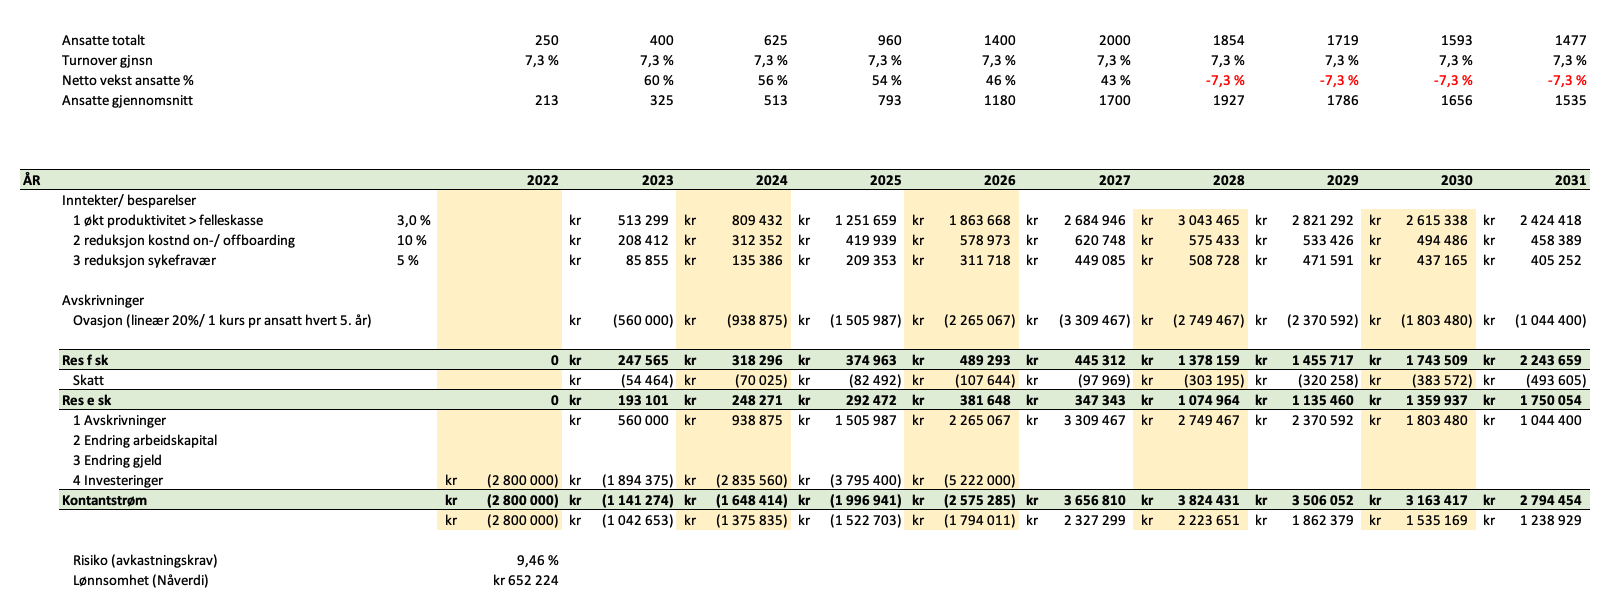 Ansatte totalt 250 400 625 960 1400 2000 1854 1719 1593 1477
Turnover gjnsn 7,3 % 7,3 % 7,3 % 7,3 % 7,3 % 7,3 % 7,3 % 7,3 % 7,3 % 7,3 %
Netto vekst ansatte % 60 % 56 % 54 % 46 % 43 % -7,3 % -7,3 % -7,3 % -7,3 %
Ansatte gjennomsnitt 213 325 513 793 1180 1700 1927 1786 1656 1535
ÅR 2022 2023 2024 2025 2026 2027 2028 2029 2030 2031
Inntekter/ besparelser
1 økt produktivitet > felleskasse 3,0 % kr 513 299 kr 809 432 kr 1 251 659 kr 1 863 668 kr 2 684 946 kr 3 043 465 kr 2 821 292 kr 2 615 338 kr 2 424 418
2 reduksjon kostnd on-/ offboarding 10 % kr 208 412 kr 312 352 kr 419 939 kr 578 973 kr 620 748 kr 575 433 kr 533 426 kr 494 486 kr 458 389
3 reduksjon sykefravær 5 % kr 85 855 kr 135 386 kr 209 353 kr 311 718 kr 449 085 kr 508 728 kr 471 591 kr 437 165 kr 405 252
Avskrivninger
Ovasjon (lineær 20%/ 1 kurs pr ansatt hvert 5. år) kr (560 000) kr (938 875) kr (1 505 987) kr (2 265 067) kr (3 309 467) kr (2 749 467) kr (2 370 592) kr (1 803 480) kr (1 044 400)
Res f sk 0 kr 247 565 kr 318 296 kr 374 963 kr 489 293 kr 445 312 kr 1 378 159 kr 1 455 717 kr 1 743 509 kr 2 243 659
Skatt kr (54 464) kr (70 025) kr (82 492) kr (107 644) kr (97 969) kr (303 195) kr (320 258) kr (383 572) kr (493 605)
Res e sk 0 kr 193 101 kr 248 271 kr 292 472 kr 381 648 kr 347 343 kr 1 074 964 kr 1 135 460 kr 1 359 937 kr 1 750 054
1 Avskrivninger kr 560 000 kr 938 875 kr 1 505 987 kr 2 265 067 kr 3 309 467 kr 2 749 467 kr 2 370 592 kr 1 803 480 kr 1 044 400
2 Endring arbeidskapital
3 Endring gjeld
4 Investeringer kr (2 800 000) kr (1 894 375) kr (2 835 560) kr (3 795 400) kr (5 222 000)
Kontantstrøm kr (2 800 000) kr (1 141 274) kr (1 648 414) kr (1 996 941) kr (2 575 285) kr 3 656 810 kr 3 824 431 kr 3 506 052 kr 3 163 417 kr 2 794 454
kr (2 800 000) kr (1 042 653) kr (1 375 835) kr (1 522 703) kr (1 794 011) kr 2 327 299 kr 2 223 651 kr 1 862 379 kr 1 535 169 kr 1 238 929
Risiko (avkastningskrav) 9,46 %
Lønnsomhet (Nåverdi) kr 652 224